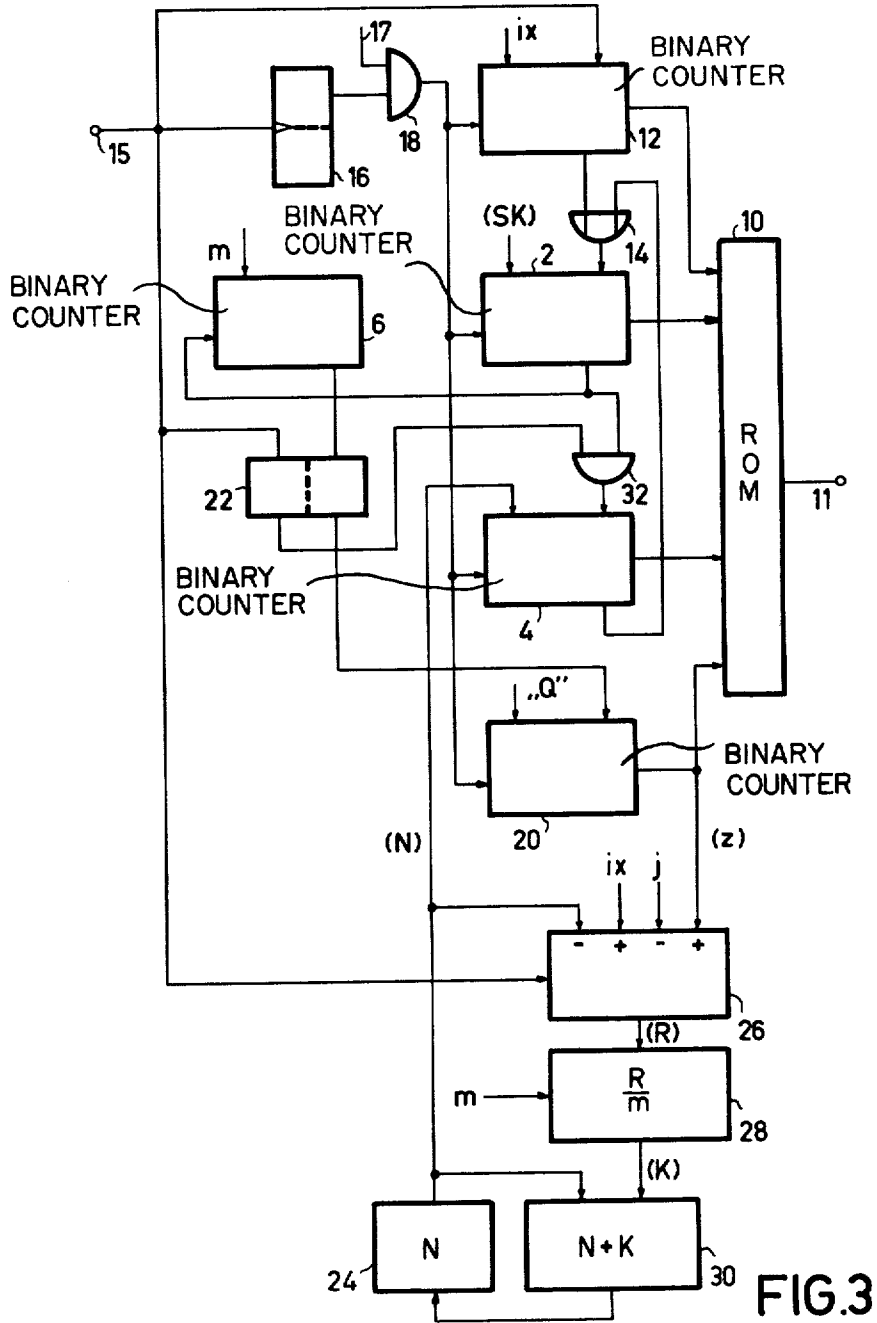 17
ix
BINARY
COUNTER
15
16
18
12
BINARY
COUNTER
(SK)
14
10
m
2
BINARY
COUNTER
6
ROM
11
22
32
BINARY
COUNTER
4
„Q”
BINARY
COUNTER
20
(N)
(z)
ix
j
- + - +
26
(R)
m
R
m
28
(K)
N
24
N+K
30
FIG.3